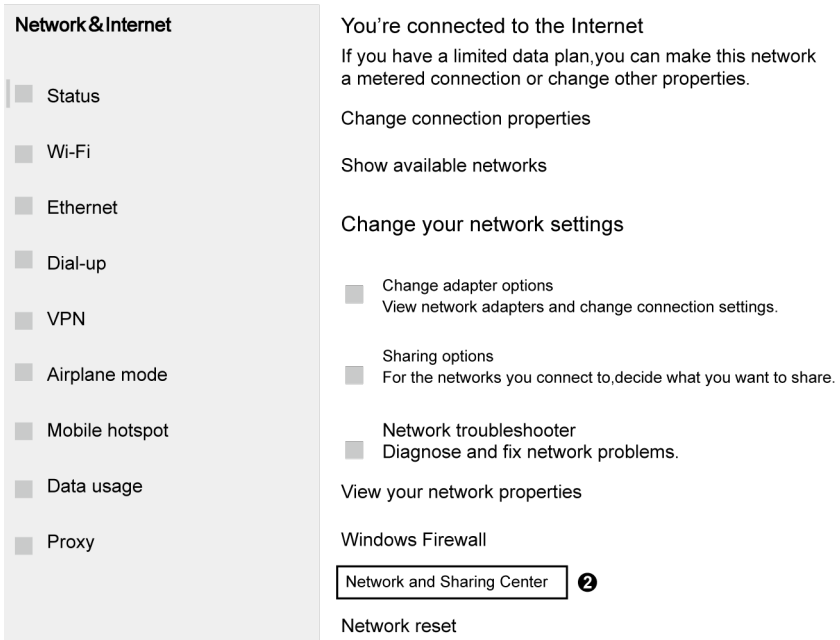 Network & Internet
Status
Wi-Fi
Ethernet
Dial-up
VPN
Airplane mode
Mobile hotspot
Data usage
Proxy
You're connected to the Internet
If you have a limited data plan,you can make this network
a metered connection or change other properties.
Change connection properties
Show available networks
Change your network settings
Change adapter options
View network adapters and change connection settings.
Sharing options
For the networks you connect to,decide what you want to share.
Network troubleshooter
Diagnose and fix network problems.
View your network properties
Windows Firewall
Network and Sharing Center ❷
Network reset